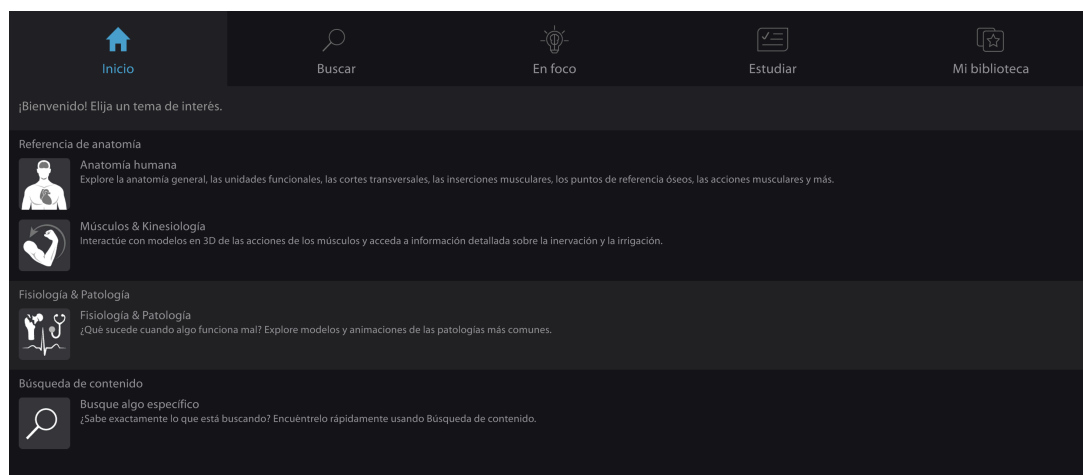 Inicio
Buscar
En foco
Estudiar
Mi biblioteca
¡Bienvenido! Elija un tema de interés.
Referencia de anatomía
Anatomía humana
Explore la anatomía general, las unidades funcionales, las cortes transversales, las inserciones musculares, los puntos de referencia óseos, las acciones musculares y más.
Músculos & Kinesiología
Interactúe con modelos en 3D de las acciones de los músculos y acceda a información detallada sobre la inervación y la irrigación.
Fisiología & Patología
Fisiología & Patología
¿Qué sucede cuando algo funciona mal? Explore modelos y animaciones de las patologías más comunes.
Búsqueda de contenido
Busque algo específico
¿Sabe exactamente lo que está buscando? Encuéntrelo rápidamente usando Búsqueda de contenido.